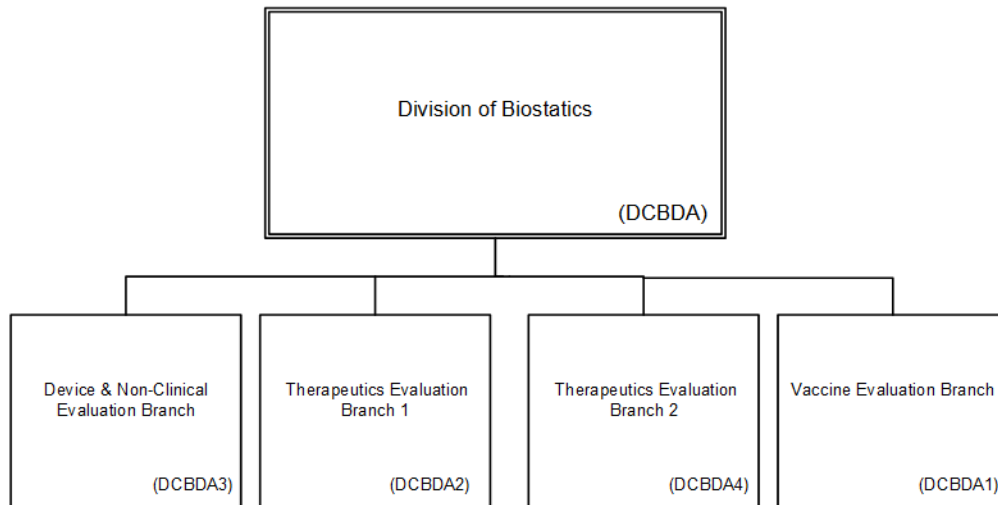 Division of Biostatics
(DCBDA)
Device & Non-Clinical
Evaluation Branch
(DCBDA3)
Therapeutics Evaluation
Branch 1
(DCBDA2)
Therapeutics Evaluation
Branch 2
(DCBDA4)
Vaccine Evaluation Branch
(DCBDA1)